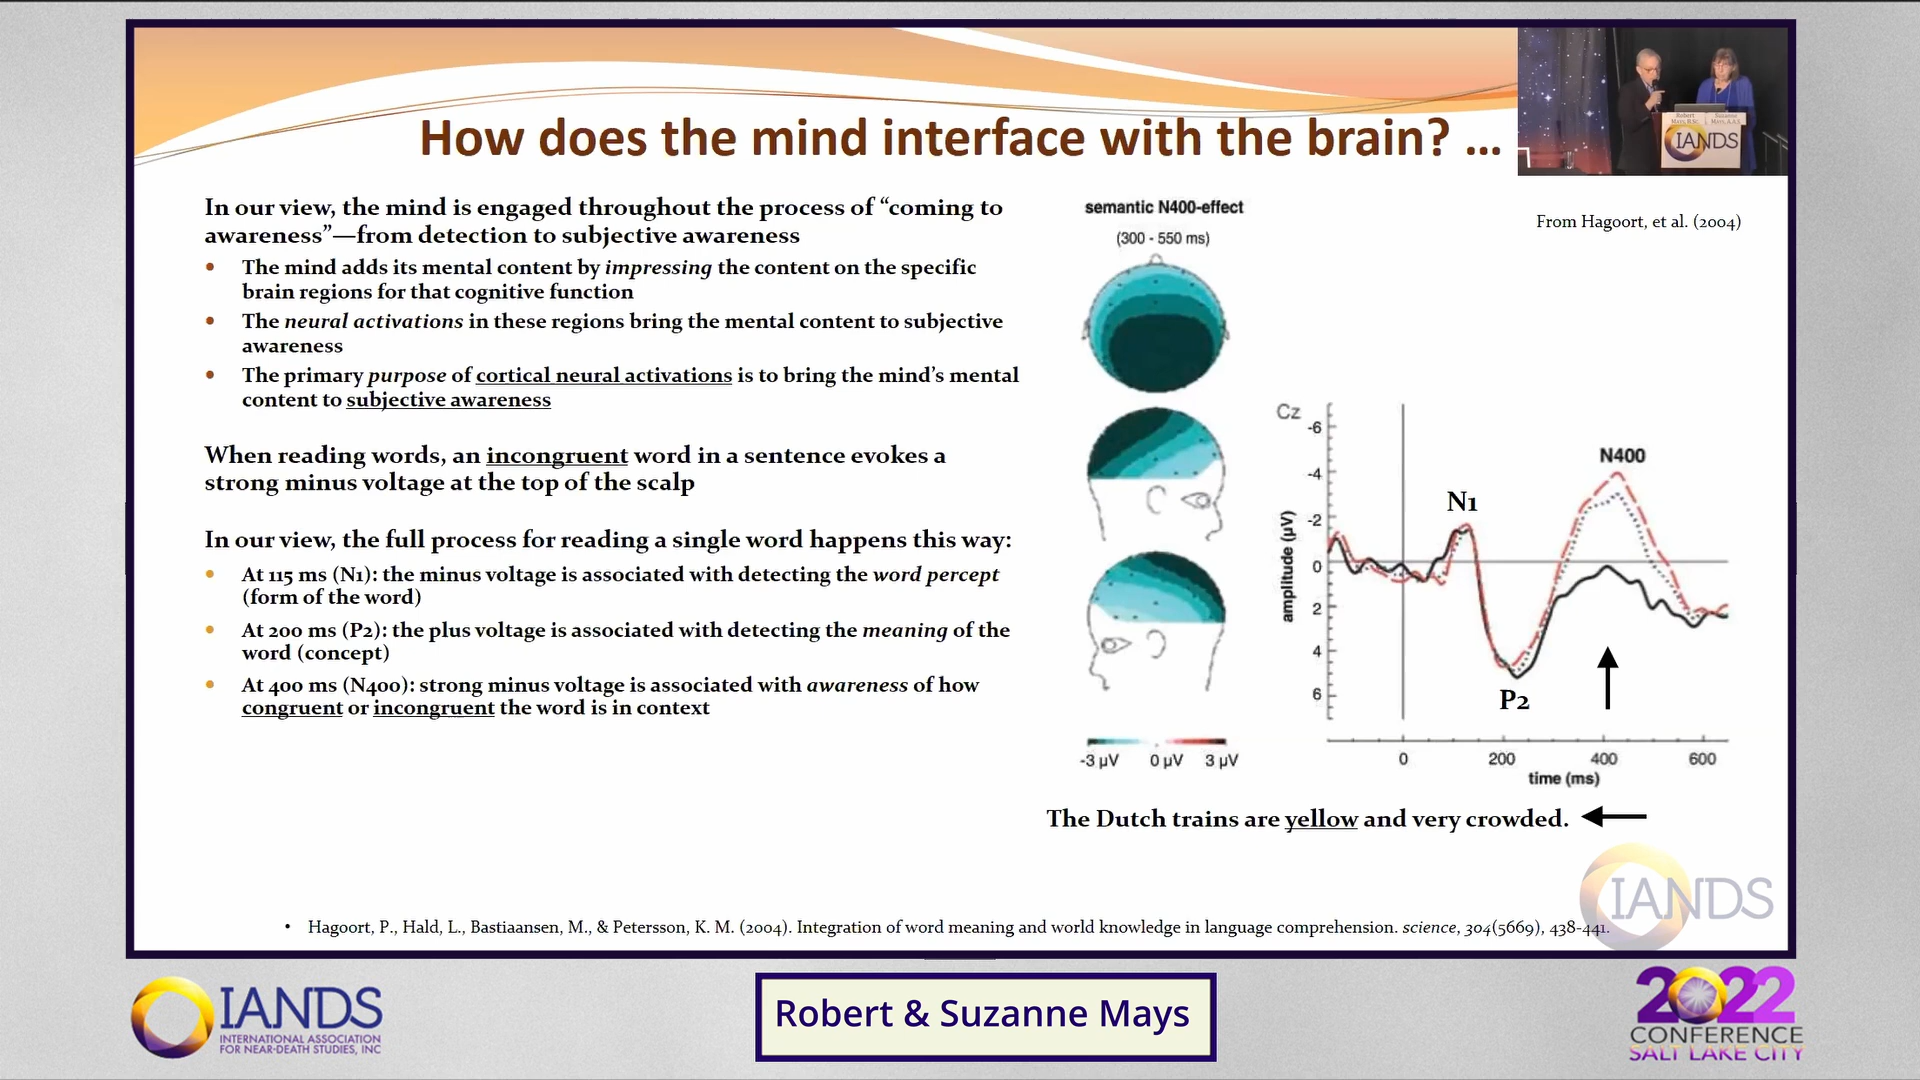 How does the mind interface with the brain? ...
In our view, the mind is engaged throughout the process of “coming to
awareness”—from detection to subjective awareness
• The mind adds its mental content by impressing the content on the specific
brain regions for that cognitive function
• The neural activations in these regions bring the mental content to subjective
awareness
• The primary purpose of cortical neural activations is to bring the mind’s mental
content to subjective awareness
When reading words, an incongruent word in a sentence evokes a
strong minus voltage at the top of the scalp
In our view, the full process for reading a single word happens this way:
• At 115 ms (N1): the minus voltage is associated with detecting the word percept
(form of the word)
• At 200 ms (P2): the plus voltage is associated with detecting the meaning of the
word (concept)
• At 400 ms (N400): strong minus voltage is associated with awareness of how
congruent or incongruent the word is in context
semantic N400-effect
(300 - 550 ms)
-3 µV 0 µV 3 µV
From Hagoort, et al. (2004)
Cz
-6
-4
-2
0
2
4
6
amplitude (µV)
N1
N400
P2
0 200 400 600
time (ms)
The Dutch trains are yellow and very crowded.
• Hagoort, P., Hald, L., Bastiaansen, M., & Petersson, K. M. (2004). Integration of word meaning and world knowledge in language comprehension. science, 304(5669), 438-441.
IANDS
Robert
Mays, B.Sc.
Suzanne
Mays, A.A.S.
IANDS
IANDS
INTERNATIONAL ASSOCIATION
FOR NEAR-DEATH STUDIES, INC
Robert & Suzanne Mays
2022
CONFERENCE
SALT LAKE CITY